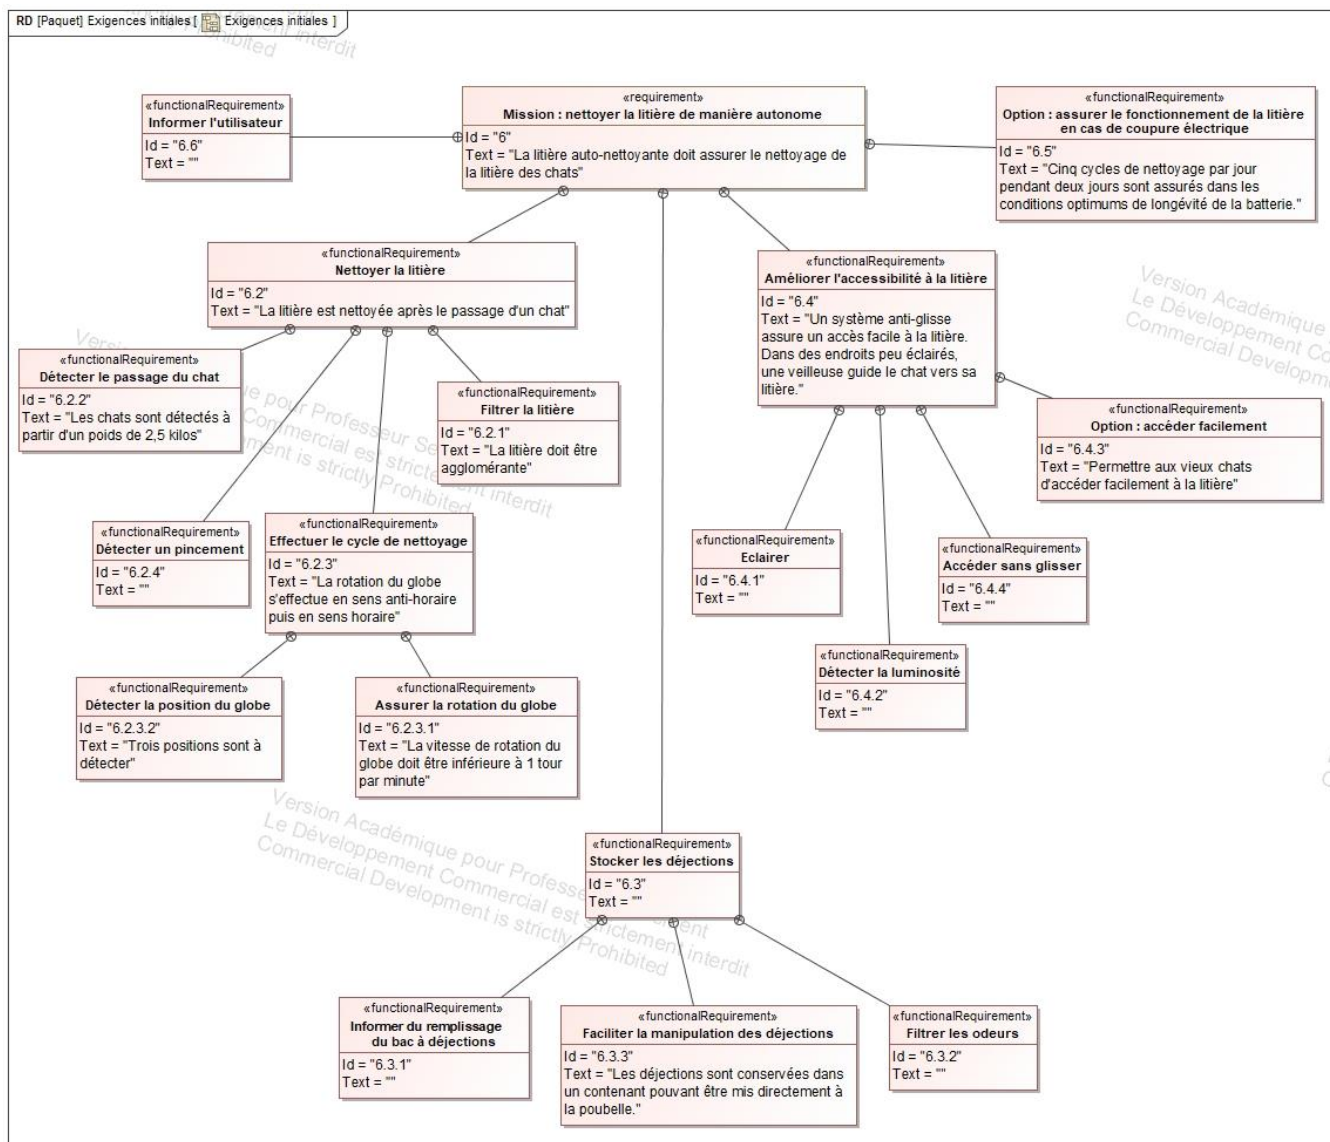 RD [Paquet] Exigences initiales [ Exigences initiales ]
«functionalRequirement»
Informer l'utilisateur
Id = "6.6"
Text = ""
«requirement»
Mission : nettoyer la litière de manière autonome
Id = "6"
Text = "La litière auto-nettoyante doit assurer le nettoyage de
la litière des chats"
«functionalRequirement»
Option : assurer le fonctionnement de la litière
en cas de coupure électrique
Id = "6.5"
Text = "Cinq cycles de nettoyage par jour
pendant deux jours sont assurés dans les
conditions optimums de longévité de la batterie."
«functionalRequirement»
Nettoyer la litière
Id = "6.2"
Text = "La litière est nettoyée après le passage d'un chat"
«functionalRequirement»
Améliorer l'accessibilité à la litière
Id = "6.4"
Text = "Un système anti-glisse
assure un accès facile à la litière.
Dans des endroits peu éclairés,
une veilleuse guide le chat vers sa
litière."
«functionalRequirement»
Détecter le passage du chat
Id = "6.2.2"
Text = "Les chats sont détectés à
partir d'un poids de 2,5 kilos"
«functionalRequirement»
Filtrer la litière
Id = "6.2.1"
Text = "La litière doit être
agglomérante"
«functionalRequirement»
Option : accéder facilement
Id = "6.4.3"
Text = "Permettre aux vieux chats
d'accéder facilement à la litière"
«functionalRequirement»
Détecter un pincement
Id = "6.2.4"
Text = ""
«functionalRequirement»
Effectuer le cycle de nettoyage
Id = "6.2.3"
Text = "La rotation du globe
s'effectue en sens anti-horaire
puis en sens horaire"
«functionalRequirement»
Eclairer
Id = "6.4.1"
Text = ""
«functionalRequirement»
Accéder sans glisser
Id = "6.4.4"
Text = ""
«functionalRequirement»
Détecter la luminosité
Id = "6.4.2"
Text = ""
«functionalRequirement»
Détecter la position du globe
Id = "6.2.3.2"
Text = "Trois positions sont à
détecter"
«functionalRequirement»
Assurer la rotation du globe
Id = "6.2.3.1"
Text = "La vitesse de rotation du
globe doit être inférieure à 1 tour
par minute"
«functionalRequirement»
Stocker les déjections
Id = "6.3"
Text = ""
«functionalRequirement»
Informer du remplissage
du bac à déjections
Id = "6.3.1"
Text = ""
«functionalRequirement»
Faciliter la manipulation des déjections
Id = "6.3.3"
Text = "Les déjections sont conservées dans
un contenant pouvant être mis directement à
la poubelle."
«functionalRequirement»
Filtrer les odeurs
Id = "6.3.2"
Text = ""
Version Académique
Le Développement
Commercial
Version Académique pour
Le Développement Commercial est strictement interdit
Commercial Development is strictly Prohibited